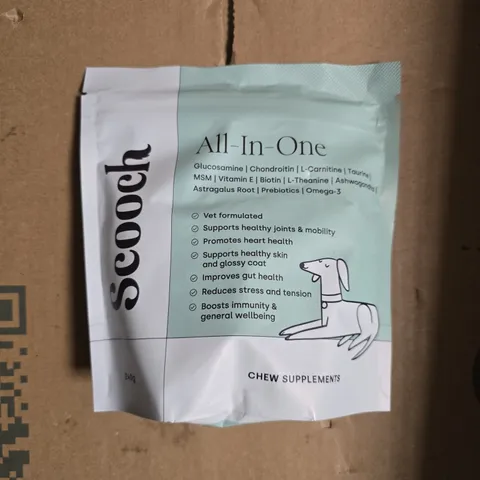 Scooch
All-In-One
Glucosamine | Chondroitin | L-Carnitine | Taurine |
MSM | Vitamin E | Biotin | L-Theanine | Ashwagandha |
Astragalus Root | Prebiotics | Omega-3
Vet formulated
Supports healthy joints & mobility
Promotes heart health
Supports healthy skin
and glossy coat
Improves gut health
Reduces stress and tension
Boosts immunity &
general wellbeing
CHEW SUPPLEMENTS